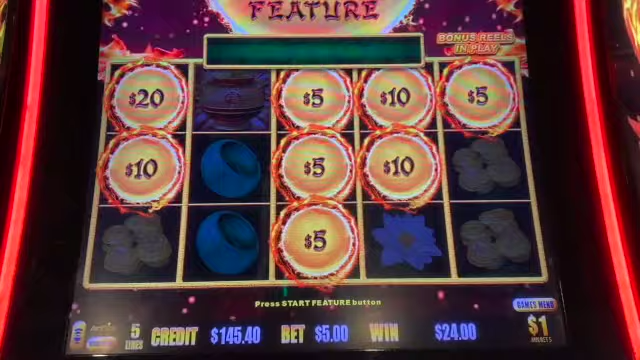 FEATURE
BONUS REELS
IN PLAY
$20
$5
$10
$5
$10
$5
$10
$5
Press START FEATURE button
GAMES MENU
5
LINES
CREDIT $145.40 BET $5.00 WIN $24.00
$1